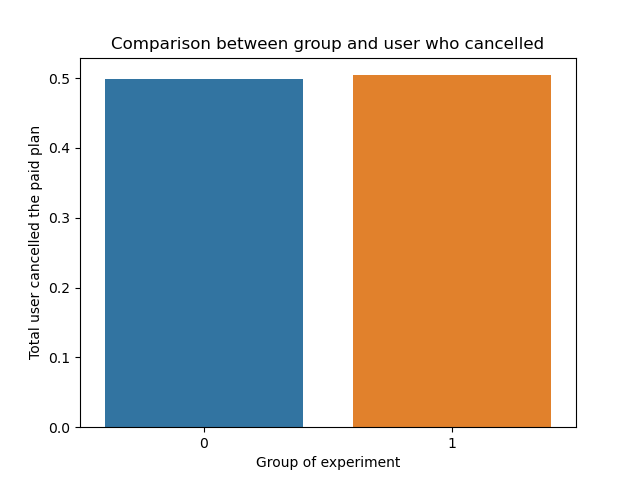 Comparison between group and user who cancelled
Total user cancelled the paid plan
0.5
0.4
0.3
0.2
0.1
0.0
0 1
Group of experiment